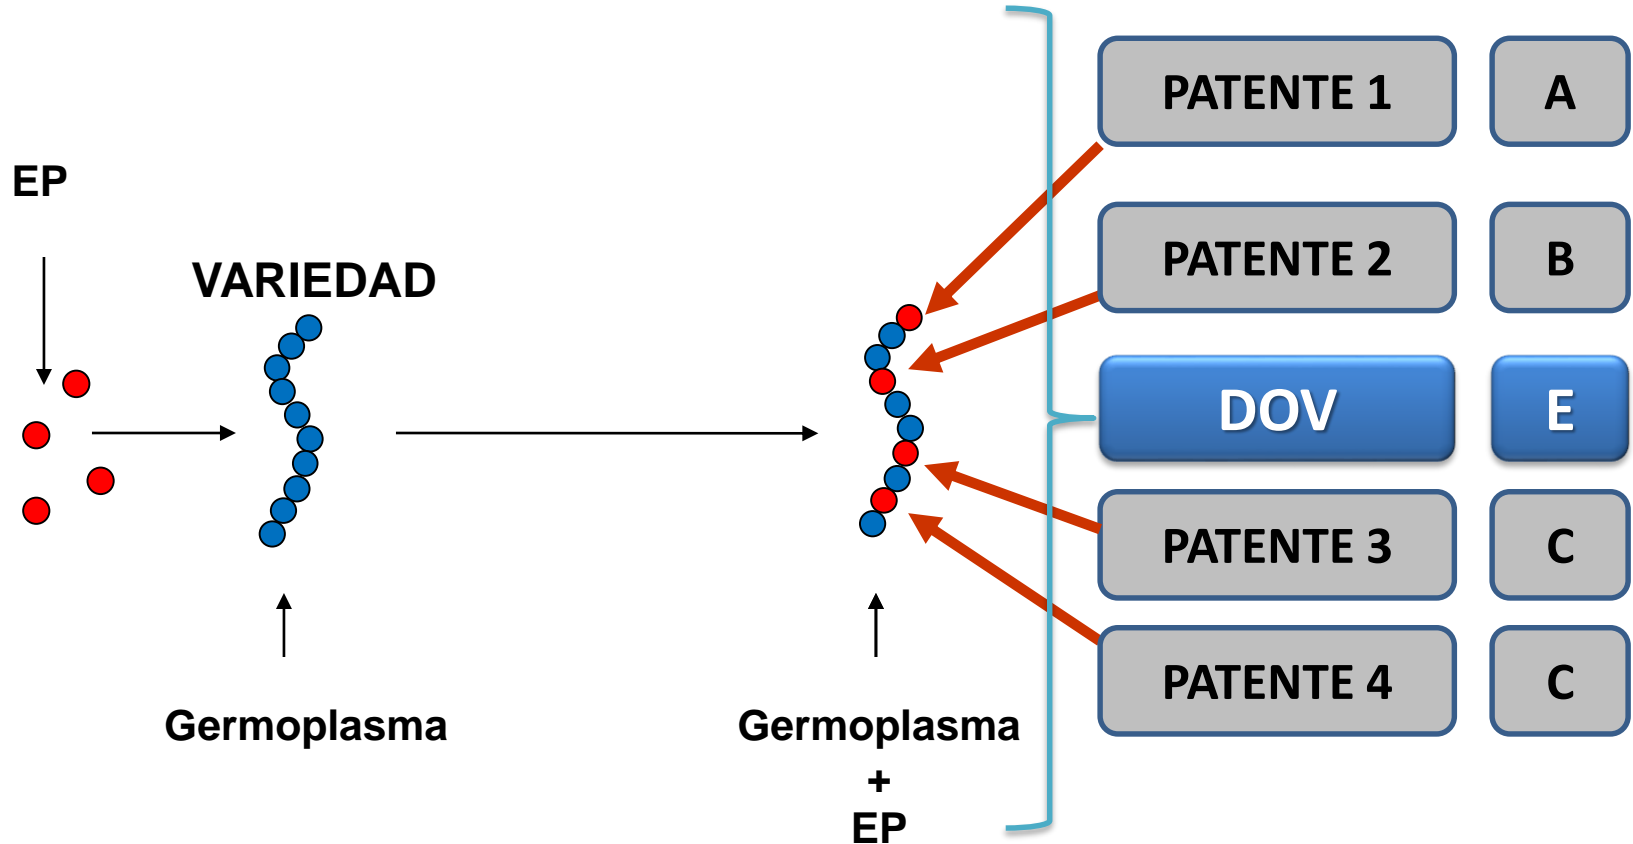 EP
VARIEDAD
Germoplasma
Germoplasma
+
EP
PATENTE 1
A
PATENTE 2
B
DOV
E
PATENTE 3
C
PATENTE 4
C